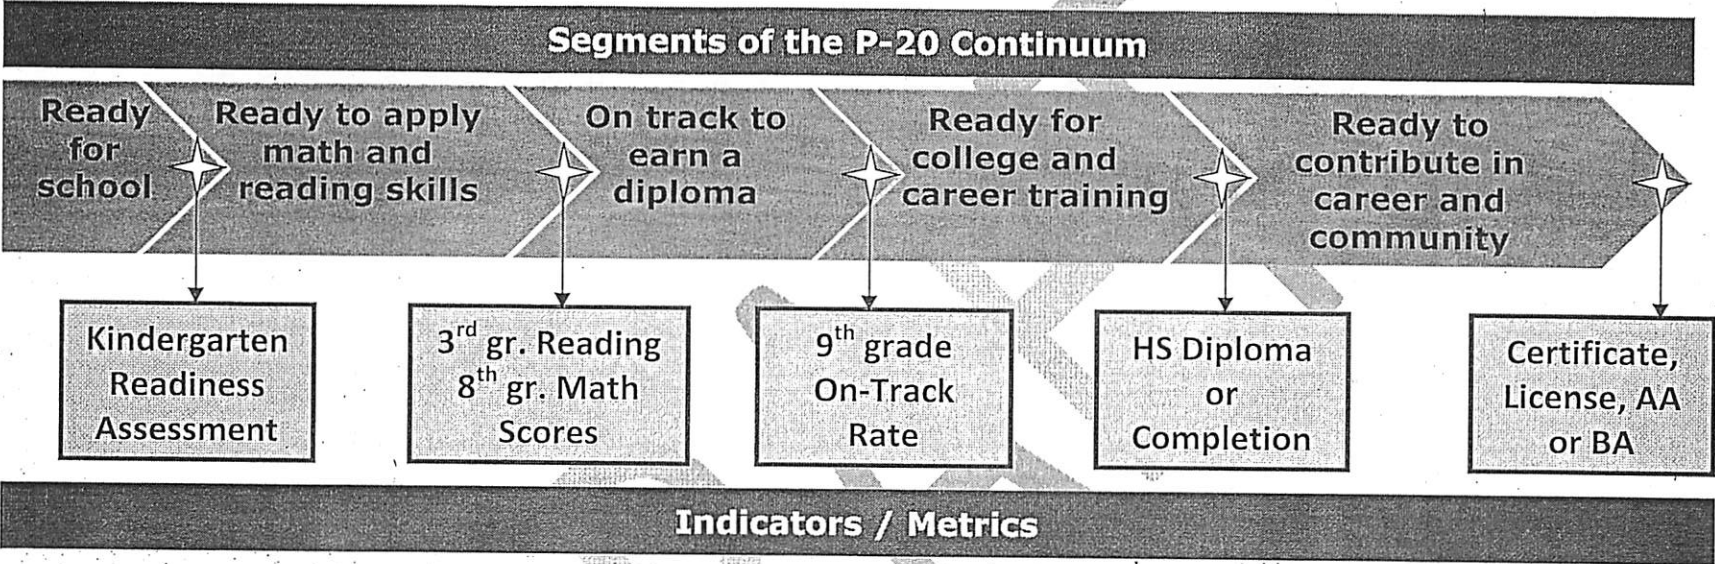 Segments of the P-20 Continuum
Ready
for
school
Ready to apply
math and
reading skills
On track to
earn a
diploma
Ready for
college and
career training
Ready to
contribute in
career and
community
Kindergarten
Readiness
Assessment
3rd gr. Reading
8th gr. Math
Scores
9th grade
On-Track
Rate
HS Diploma
or
Completion
Certificate,
License, AA
or BA
Indicators / Metrics